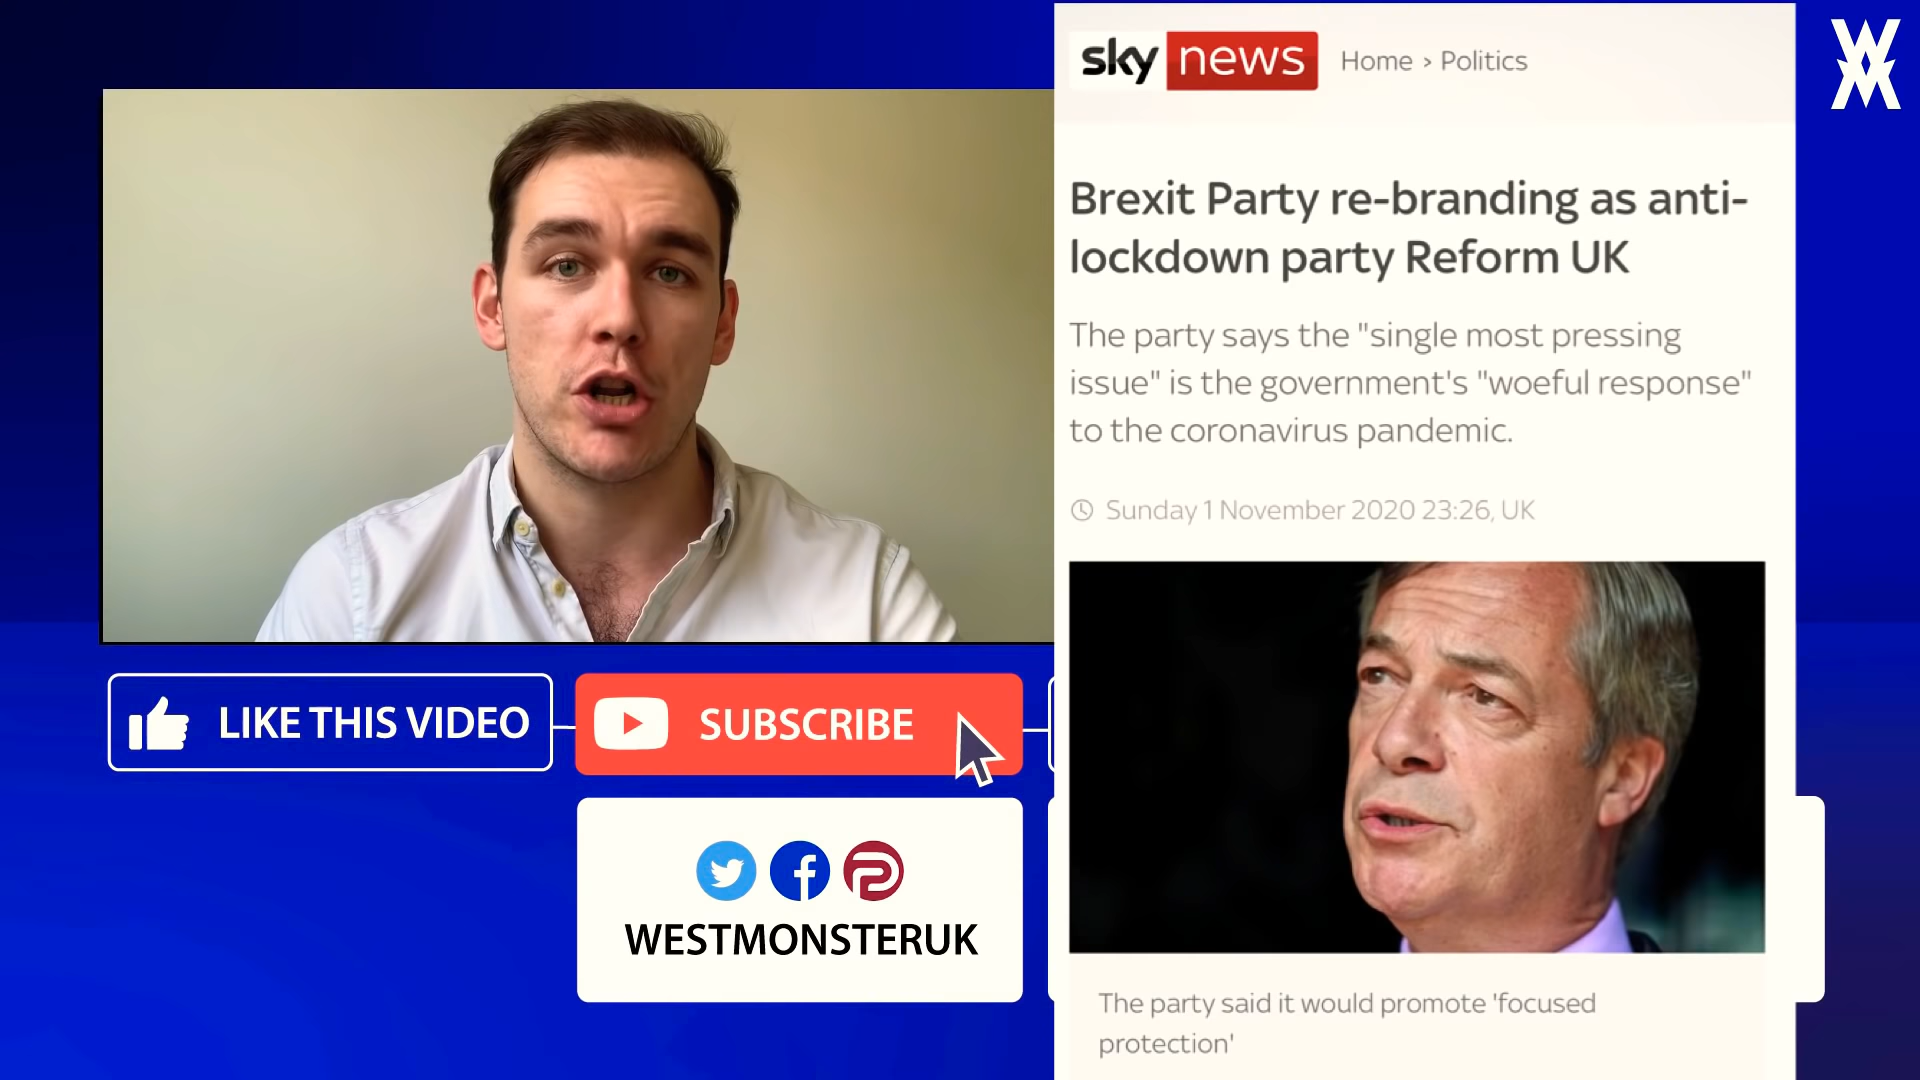 sky news
Home > Politics
Brexit Party re-branding as anti-
lockdown party Reform UK
The party says the "single most pressing
issue" is the government's "woeful response"
to the coronavirus pandemic.
Sunday 1 November 2020 23:26, UK
The party said it would promote 'focused
protection'
LIKE THIS VIDEO
SUBSCRIBE
WESTMONSTERUK